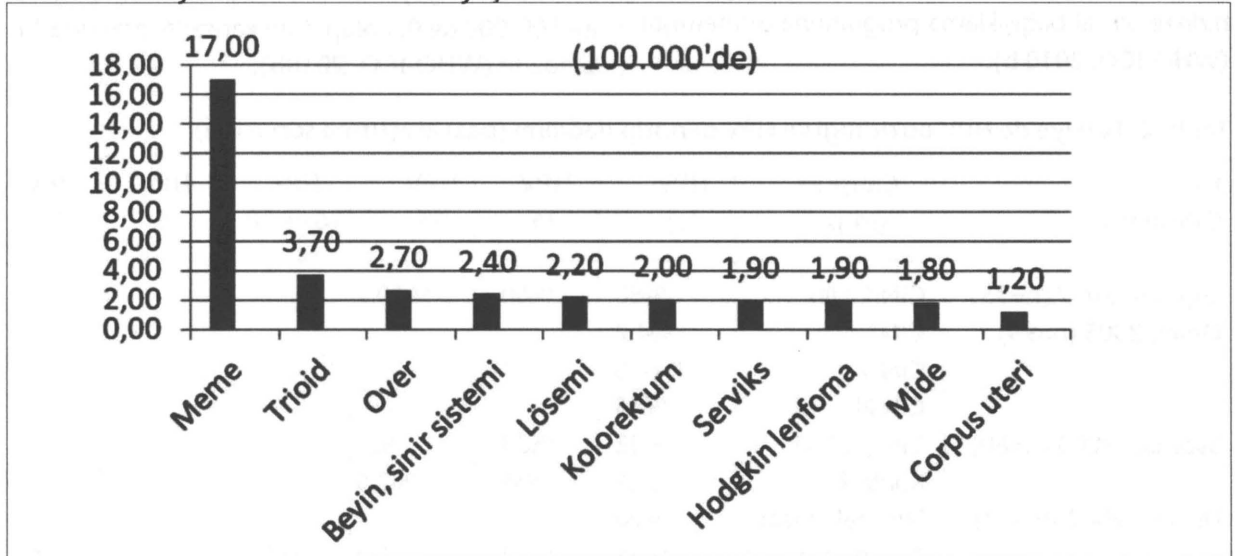 (100.000'de)
18,00
16,00
14,00
12,00
10,00
8,00
6,00
4,00
2,00
0,00
17,00
3,70
2,70
2,40
2,20
2,00
1,90
1,90
1,80
1,20
Meme
Trioid
Over
Beyin, sinir sistemi
Lösemi
Kolorektum
Serviks
Hodgkin lenfoma
Mide
Corpus uteri